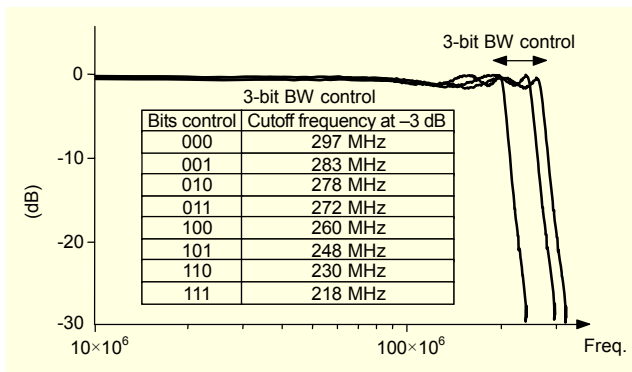 3-bit BW control
0
3-bit BW control
Bits control Cutoff frequency at –3 dB
000 297 MHz
001 283 MHz
010 278 MHz
011 272 MHz
100 260 MHz
101 248 MHz
110 230 MHz
111 218 MHz
-10
(dB)
-20
-30
10×10⁶ 100×10⁶ Freq.